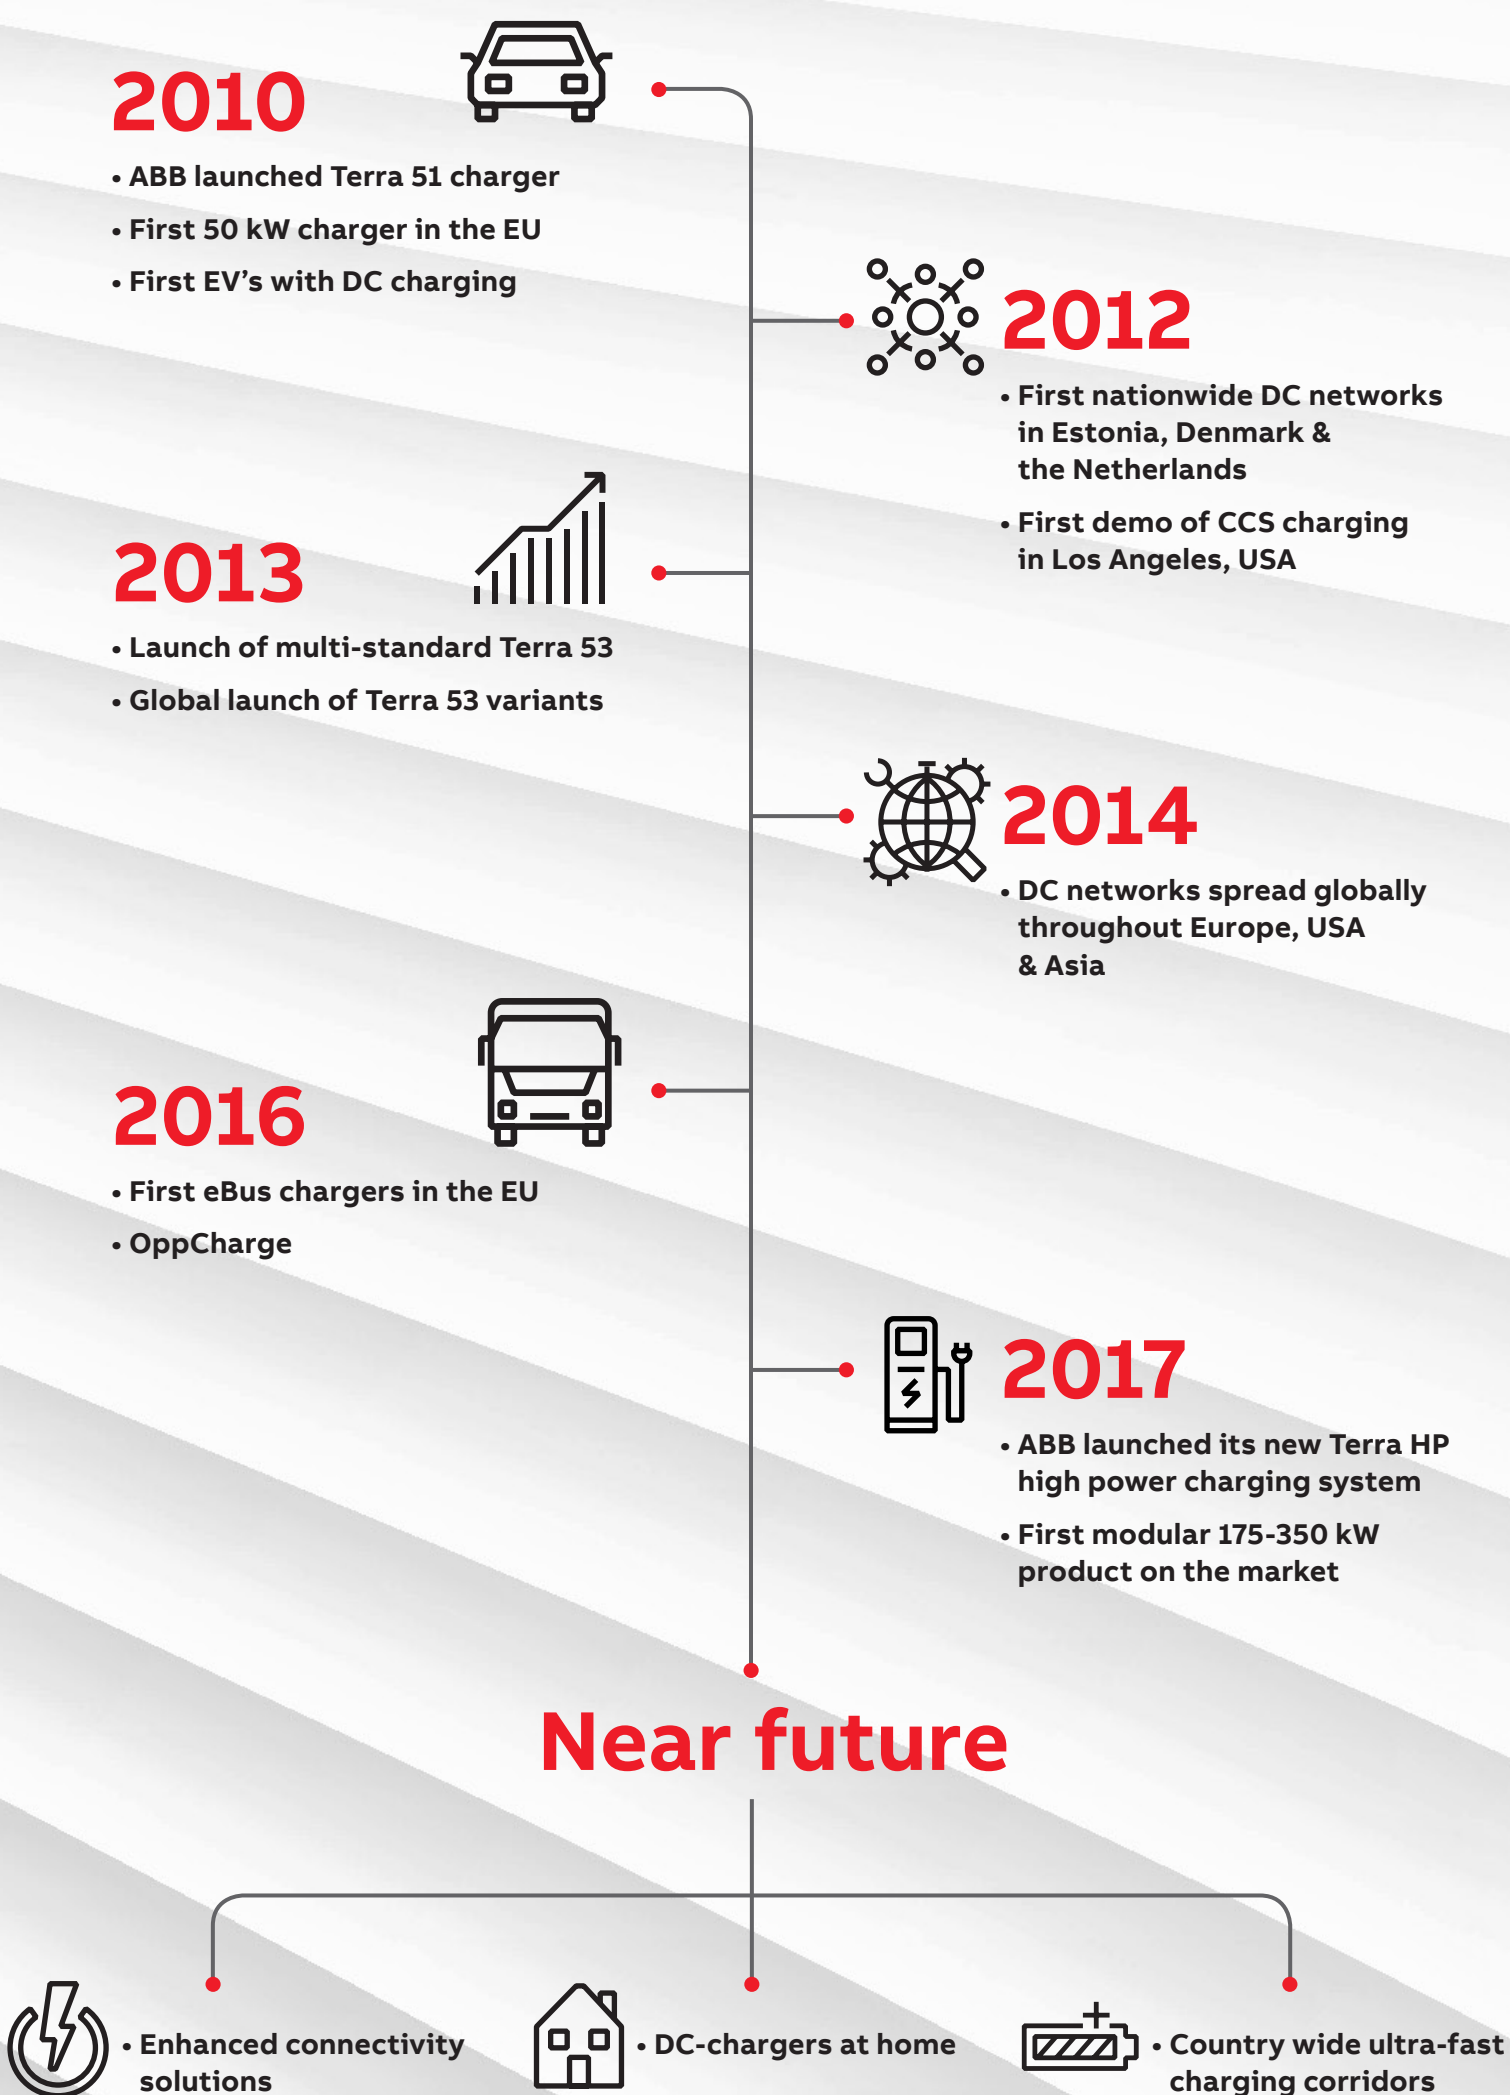 2010
• ABB launched Terra 51 charger
• First 50 kW charger in the EU
• First EV’s with DC charging
2012
• First nationwide DC networks
in Estonia, Denmark &
the Netherlands
• First demo of CCS charging
in Los Angeles, USA
2013
• Launch of multi-standard Terra 53
• Global launch of Terra 53 variants
2014
• DC networks spread globally
throughout Europe, USA
& Asia
2016
• First eBus chargers in the EU
• OppCharge
2017
• ABB launched its new Terra HP
high power charging system
• First modular 175-350 kW
product on the market
Near future
• Enhanced connectivity
solutions
• DC-chargers at home
• Country wide ultra-fast
charging corridors